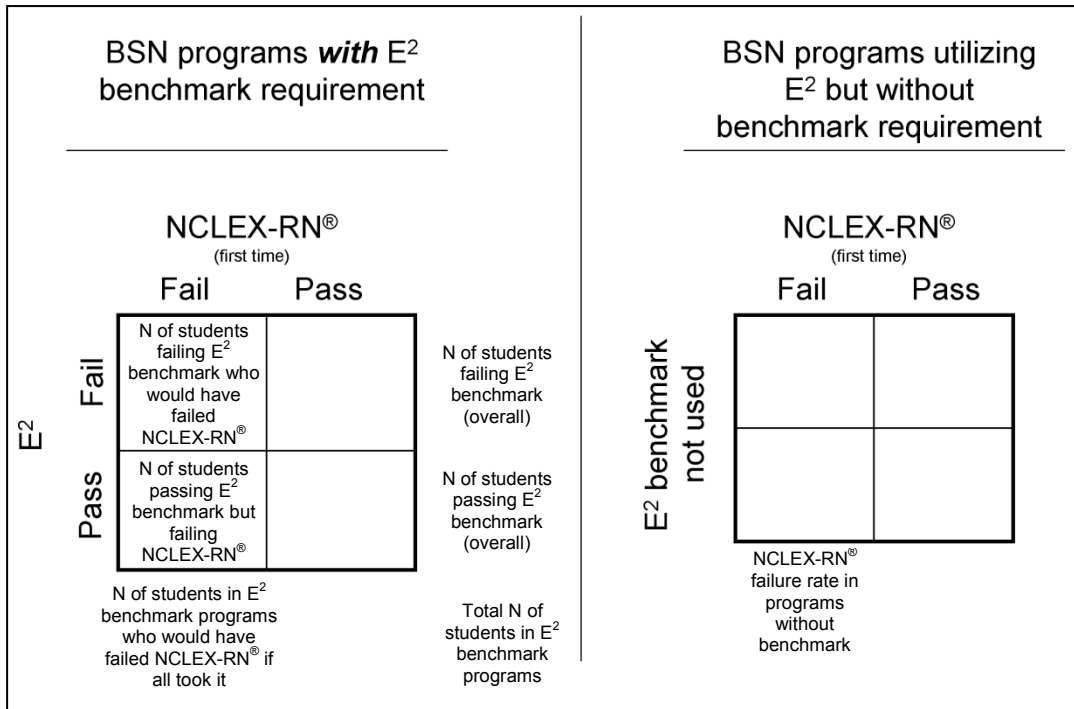 BSN programs with E²
benchmark requirement
NCLEX-RN®
(first time)
Fail Pass
E²
Fail
N of students
failing E²
benchmark who
would have
failed
NCLEX-RN®
N of students
failing E²
benchmark
(overall)
Pass
N of students
passing E²
benchmark but
failing
NCLEX-RN®
N of students
passing E²
benchmark
(overall)
N of students in E²
benchmark programs
who would have
failed NCLEX-RN® if
all took it
Total N of
students in E²
benchmark
programs
BSN programs utilizing
E² but without
benchmark requirement
NCLEX-RN®
(first time)
Fail Pass
E² benchmark
not used
NCLEX-RN®
failure rate in
programs
without
benchmark